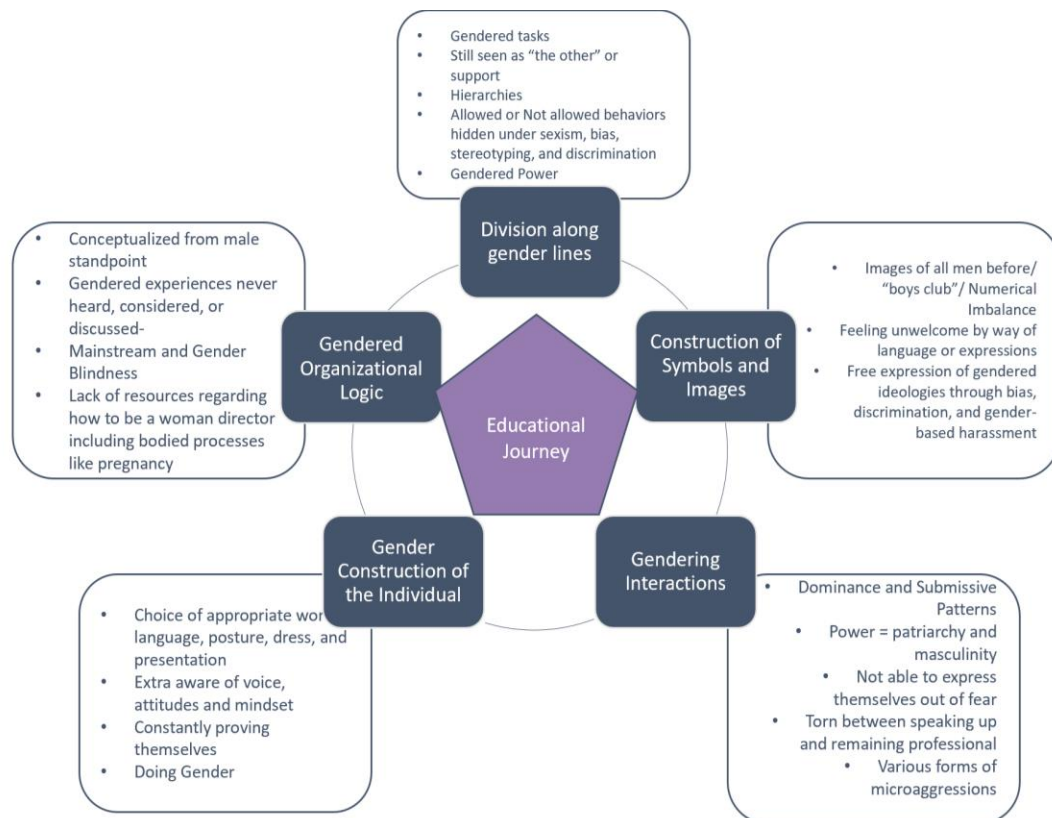 • Gendered tasks
• Still seen as “the other” or
support
• Hierarchies
• Allowed or Not allowed behaviors
hidden under sexism, bias,
stereotyping, and discrimination
• Gendered Power
Division along
gender lines
• Conceptualized from male
standpoint
• Gendered experiences never
heard, considered, or
discussed-
• Mainstream and Gender
Blindness
• Lack of resources regarding
how to be a woman director
including bodied processes
like pregnancy
Gendered
Organizational
Logic
Construction of
Symbols and
Images
• Images of all men before/
“boys club”/ Numerical
Imbalance
• Feeling unwelcome by way of
language or expressions
• Free expression of gendered
ideologies through bias,
discrimination, and gender-
based harassment
Educational
Journey
Gender
Construction of
the Individual
Gendering
Interactions
• Choice of appropriate
language, posture, dress, and
presentation
• Extra aware of voice,
attitudes and mindset
• Constantly proving
themselves
• Doing Gender
• Dominance and Submissive
Patterns
• Power = patriarchy and
masculinity
• Not able to express
themselves out of fear
• Torn between speaking up
and remaining professional
• Various forms of
microaggressions